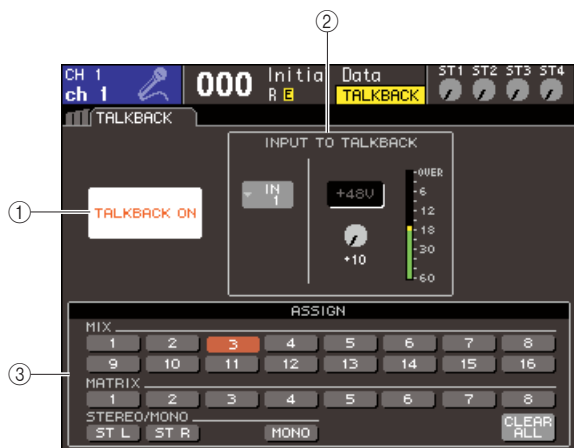 ②
CH 1
ch 1
000
Initia
R E
Data
TALKBACK
ST1 ST2 ST3 ST4
TALKBACK
INPUT TO TALKBACK
①
TALKBACK ON
IN
1
+48V
+10
OVER
6
12
18
30
60
ASSIGN
MIX
1 2 3 4 5 6 7 8
9 10 11 12 13 14 15 16
③
MATRIX
1 2 3 4 5 6 7 8
STEREO/MONO
ST L ST R MONO
CLEAR
ALL